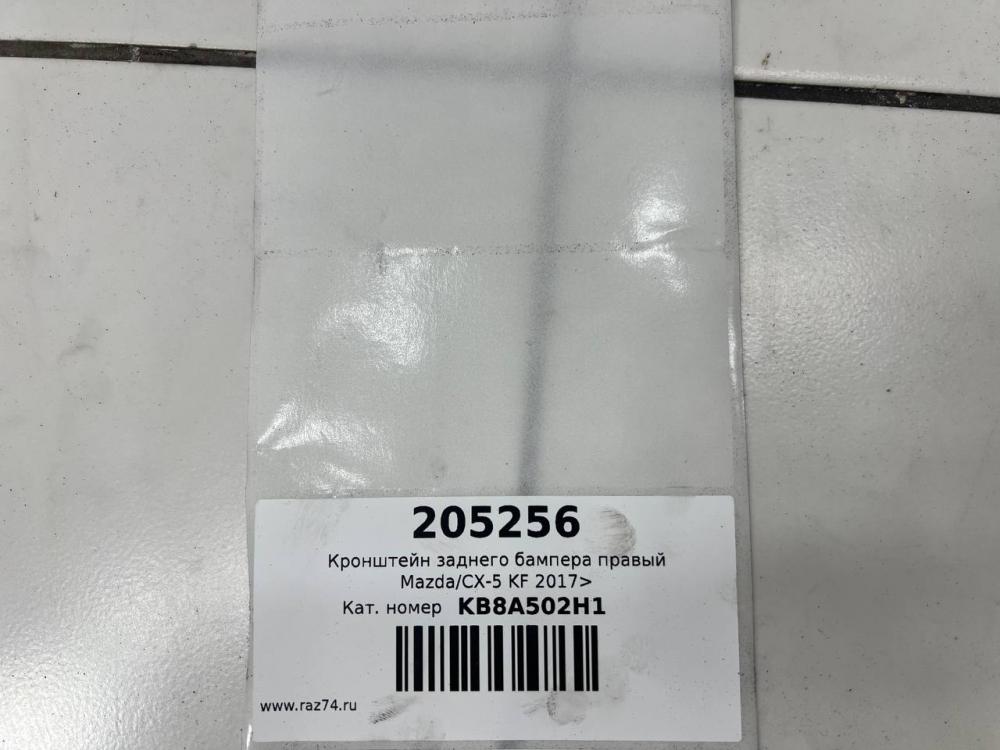 205256
Кронштейн заднего бампера правый
Mazda/CX-5 KF 2017>
Кат. номер KB8A502H1
www.raz74.ru